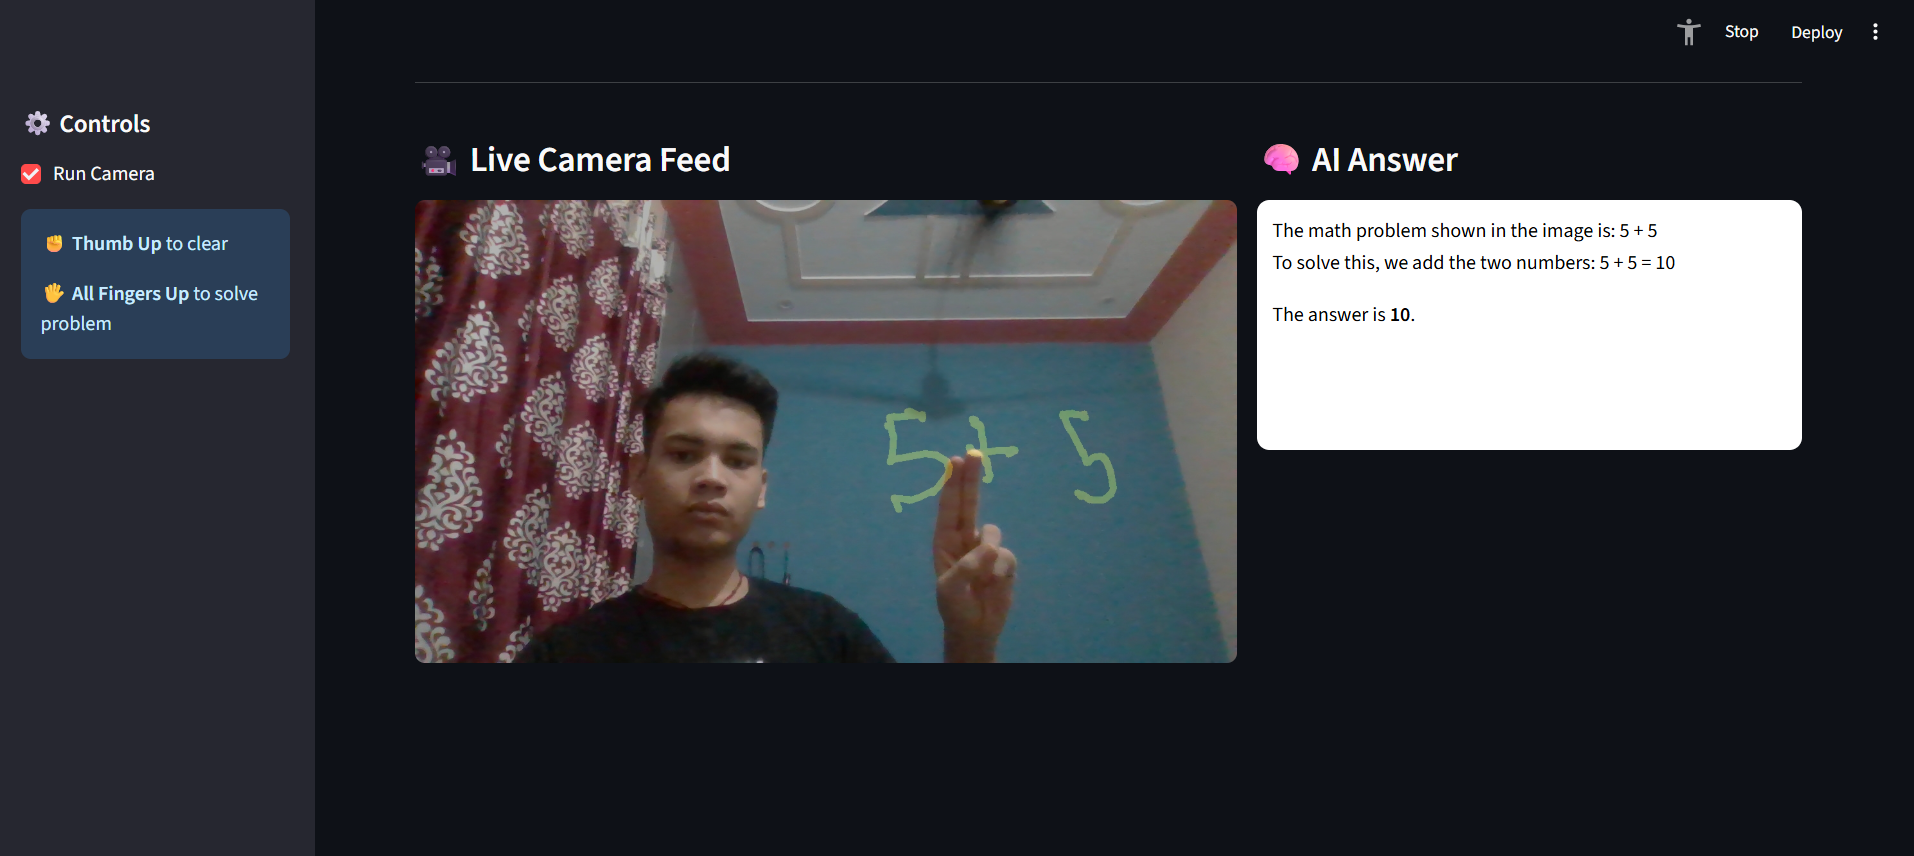 Stop Deploy
Controls
Run Camera
Thumb Up to clear
All Fingers Up to solve
problem
Live Camera Feed
5+ 5
AI Answer
The math problem shown in the image is: 5 + 5
To solve this, we add the two numbers: 5 + 5 = 10
The answer is 10.